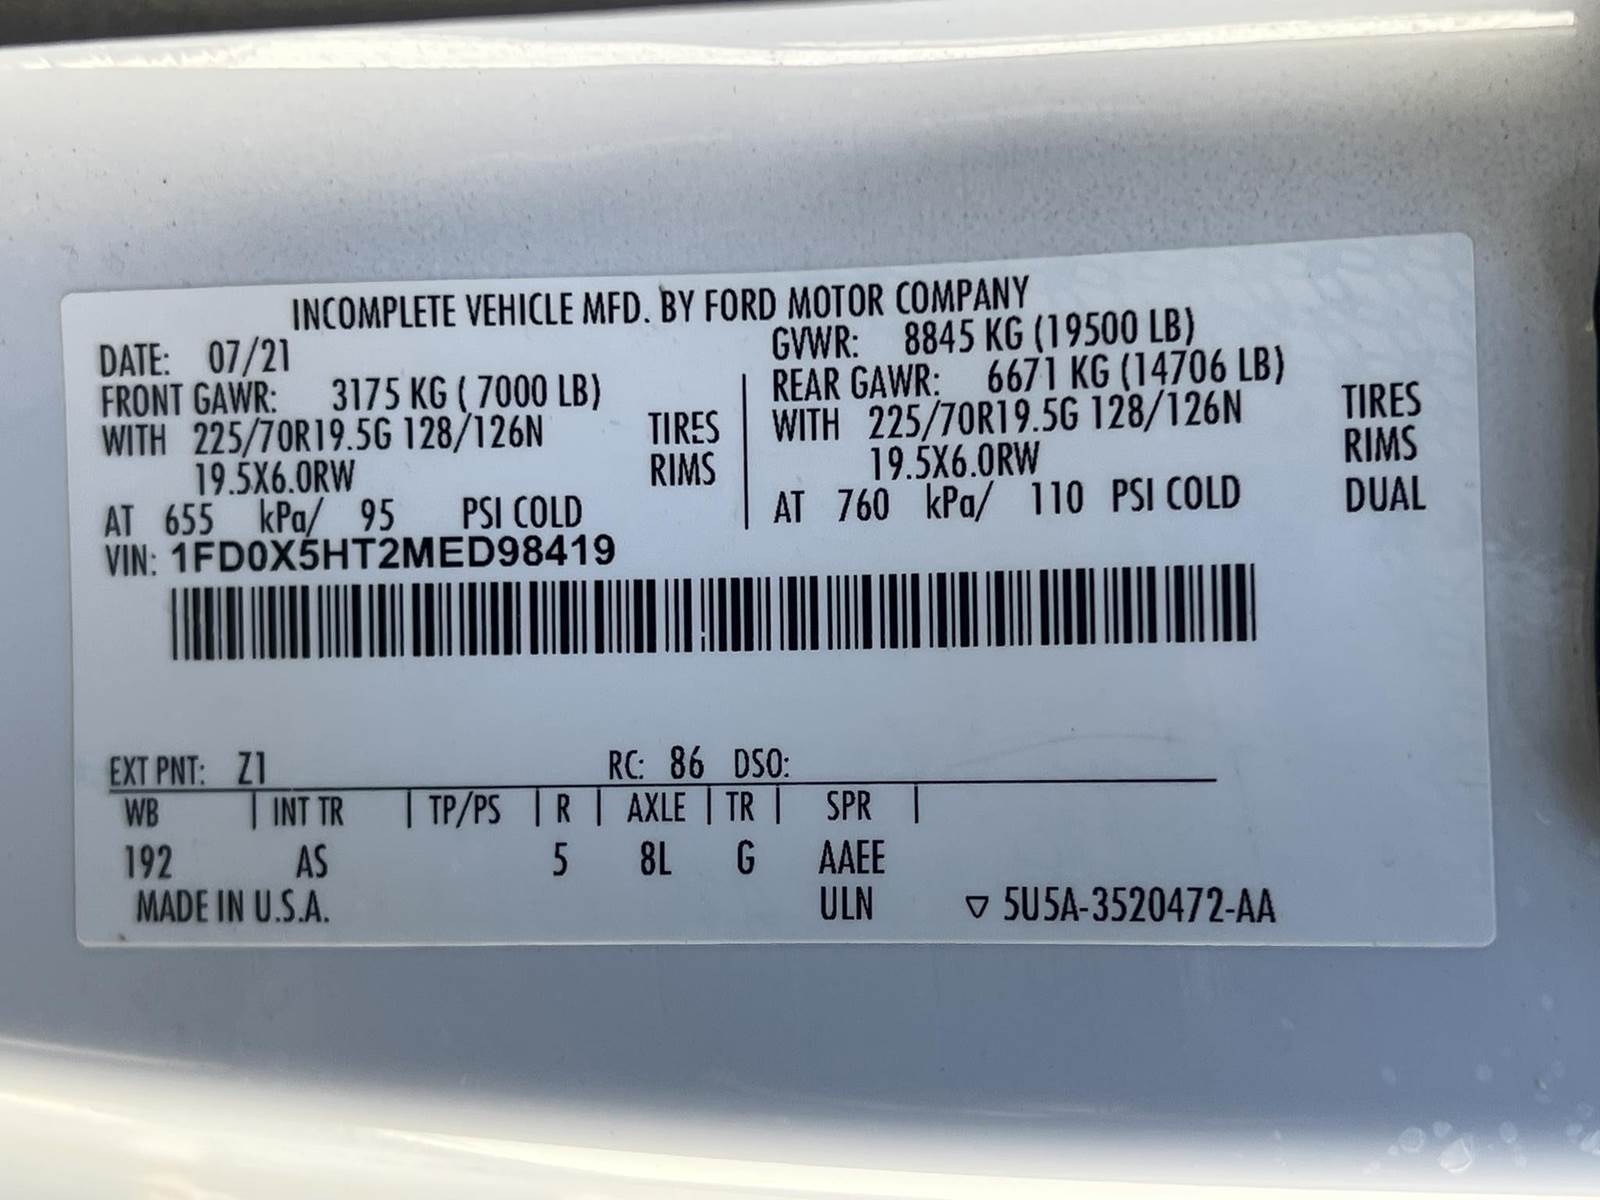 INCOMPLETE VEHICLE MFD. BY FORD MOTOR COMPANY
DATE: 07/21 GVWR: 8845 KG (19500 LB)
FRONT GAWR: 3175 KG ( 7000 LB) REAR GAWR: 6671 KG (14706 LB)
WITH 225/70R19.5G 128/126N TIRES WITH 225/70R19.5G 128/126N TIRES
19.5X6.0RW RIMS 19.5X6.0RW RIMS
AT 655 kPa/ 95 PSI COLD AT 760 kPa/ 110 PSI COLD DUAL
VIN: 1FD0X5HT2MED98419
EXT PNT: Z1 RC: 86 DSO:
WB | INT TR | TP/PS | R | AXLE | TR | SPR |
192 AS 5 8L G AAEE
MADE IN U.S.A. ULN ▽ 5U5A-3520472-AA